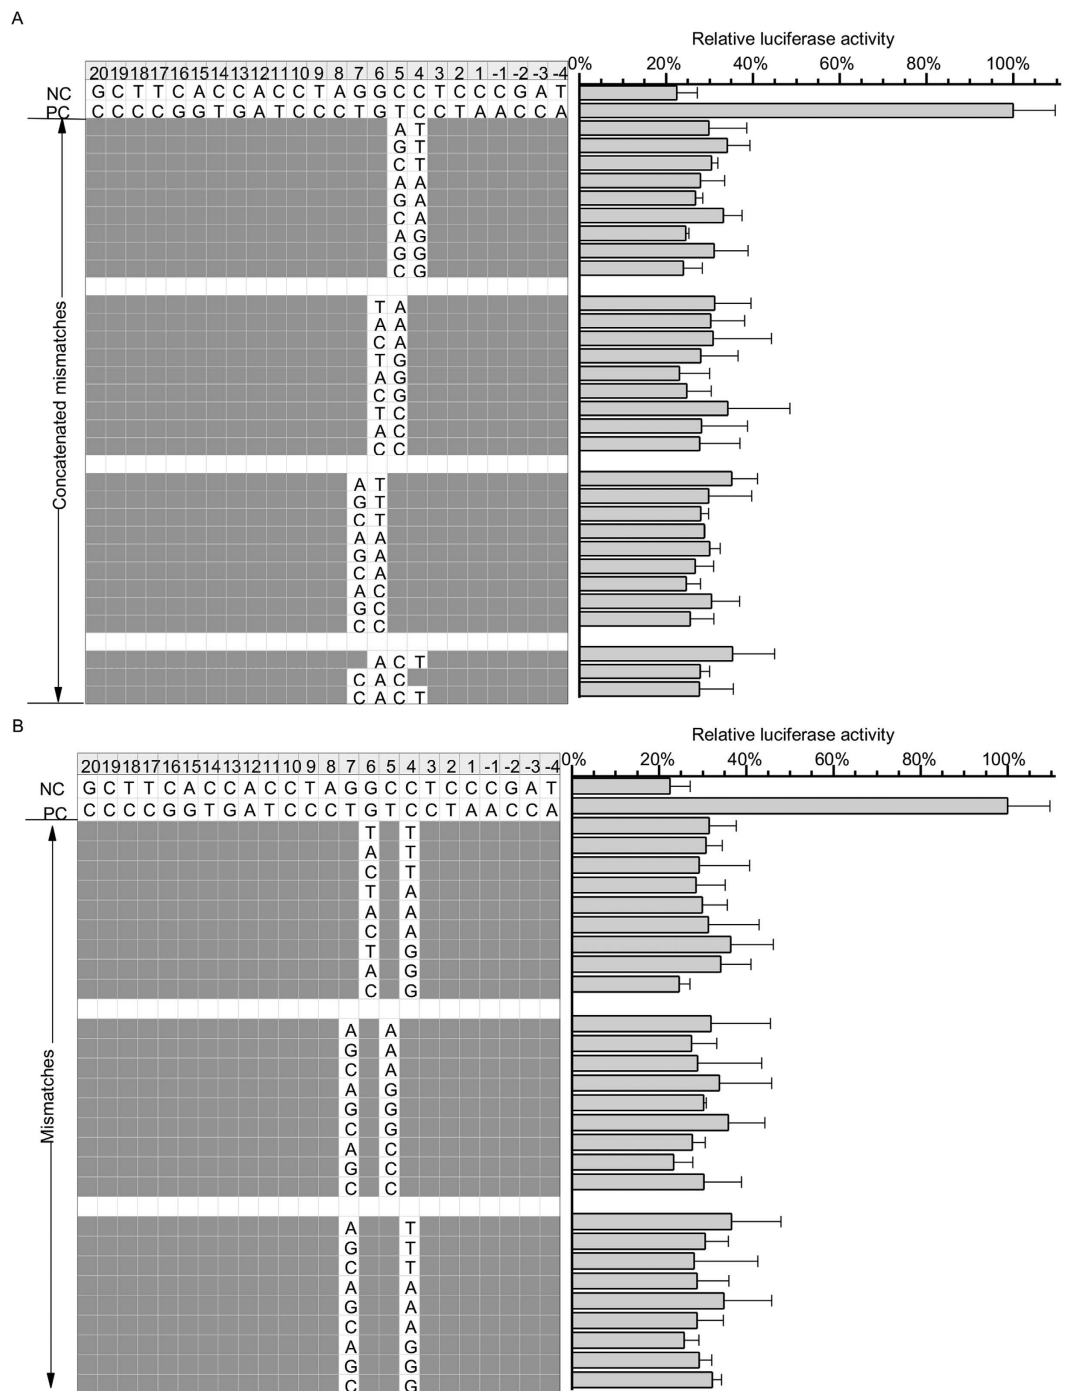 A
Relative luciferase activity
20 19 18 17 16 15 14 13 12 11 10 9 8 7 6 5 4 3 2 1 -1 -2 -3 -4 0% 20% 40% 60% 80% 100%
NC G C T T C A C C A C C T A G G C C T C C C G A T
PC C C C C G G T G A T C C C T G T C C T A A C C A
Concatenated mismatches
A T
G T
C T
A A
G A
C A
A G
G G
C G
T A
A A
C A
T G
A G
C G
T C
A C
C C
A T
G T
C T
A A
G A
C A
A C
G C
C C
A C T
C A C
C A C T
B
Relative luciferase activity
20 19 18 17 16 15 14 13 12 11 10 9 8 7 6 5 4 3 2 1 -1 -2 -3 -4 0% 20% 40% 60% 80% 100%
NC G C T T C A C C A C C T A G G C C T C C C G A T
PC C C C C G G T G A T C C C T G T C C T A A C C A
Mismatches
T T
A T
C T
T A
A A
C A
T G
A G
C G
A A
G A
C A
A G
G G
C G
A C
G C
C C
A T
G T
C T
A A
G A
C A
A G
G G
C G